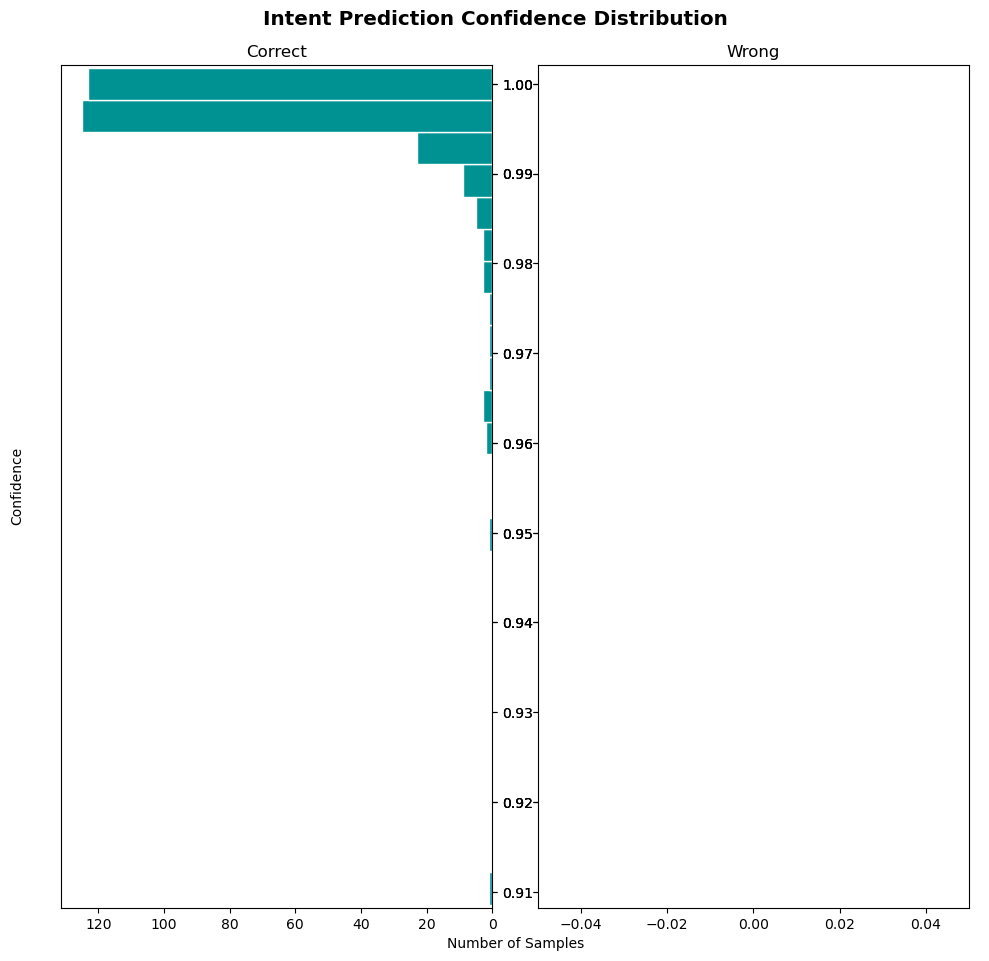 Intent Prediction Confidence Distribution
Correct
Wrong
1.00
0.99
0.98
0.97
0.96
0.95
0.94
0.93
0.92
0.91
Confidence
120 100 80 60 40 20 0
−0.04 −0.02 0.00 0.02 0.04
Number of Samples